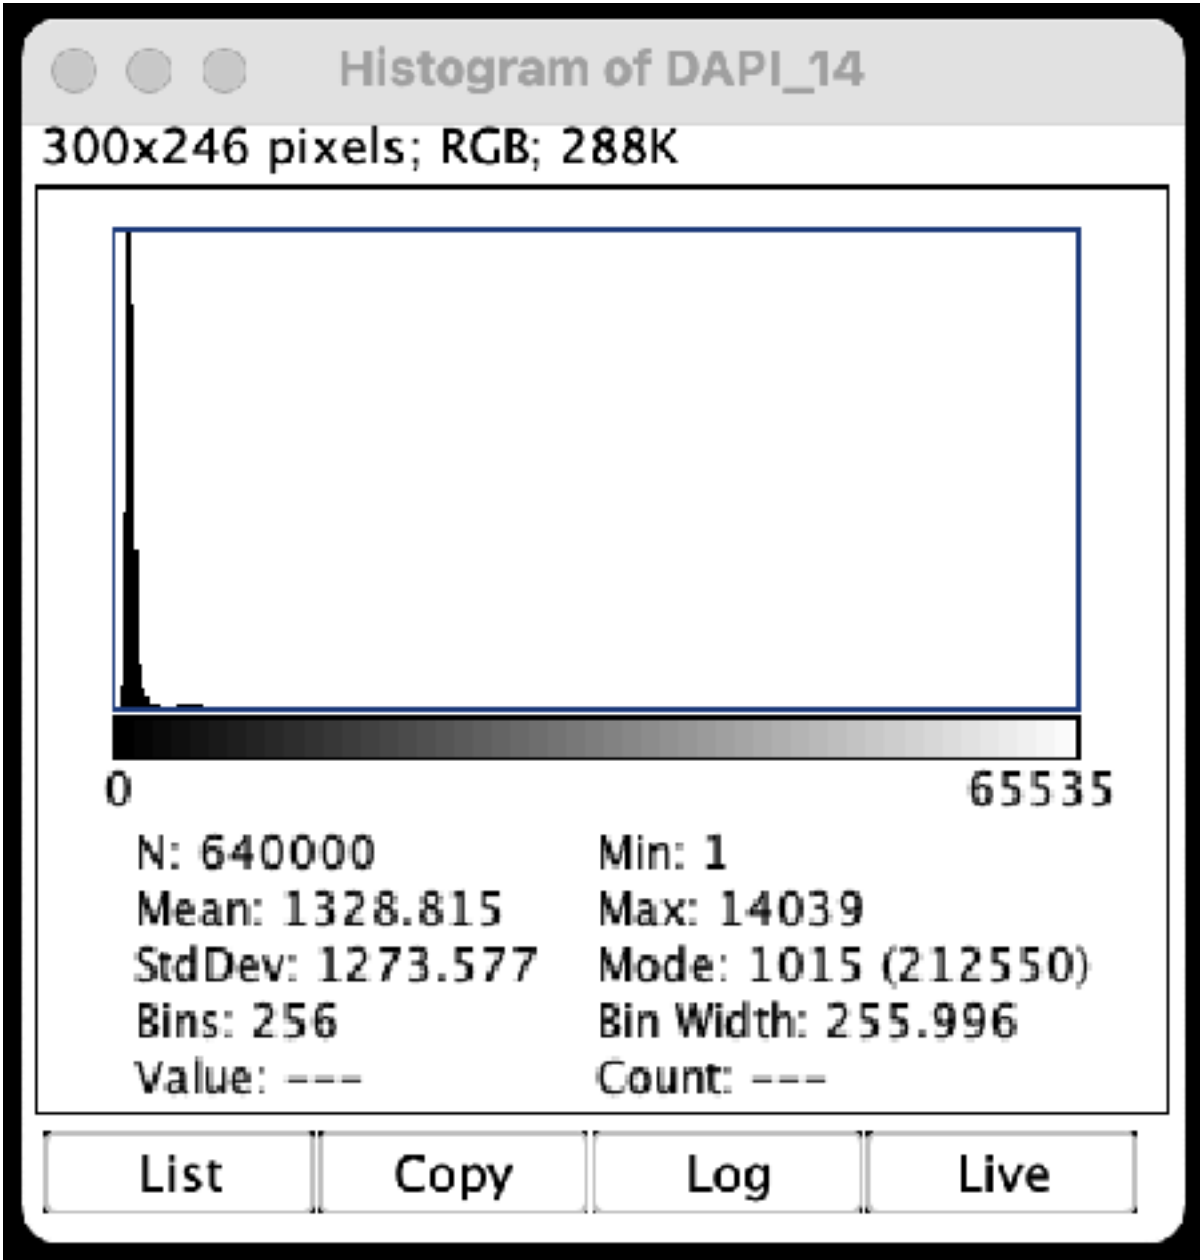 Histogram of DAPI_14
300x246 pixels; RGB; 288K
0 65535
N: 640000 Min: 1
Mean: 1328.815 Max: 14039
StdDev: 1273.577 Mode: 1015 (212550)
Bins: 256 Bin Width: 255.996
Value: --- Count: ---
List Copy Log Live